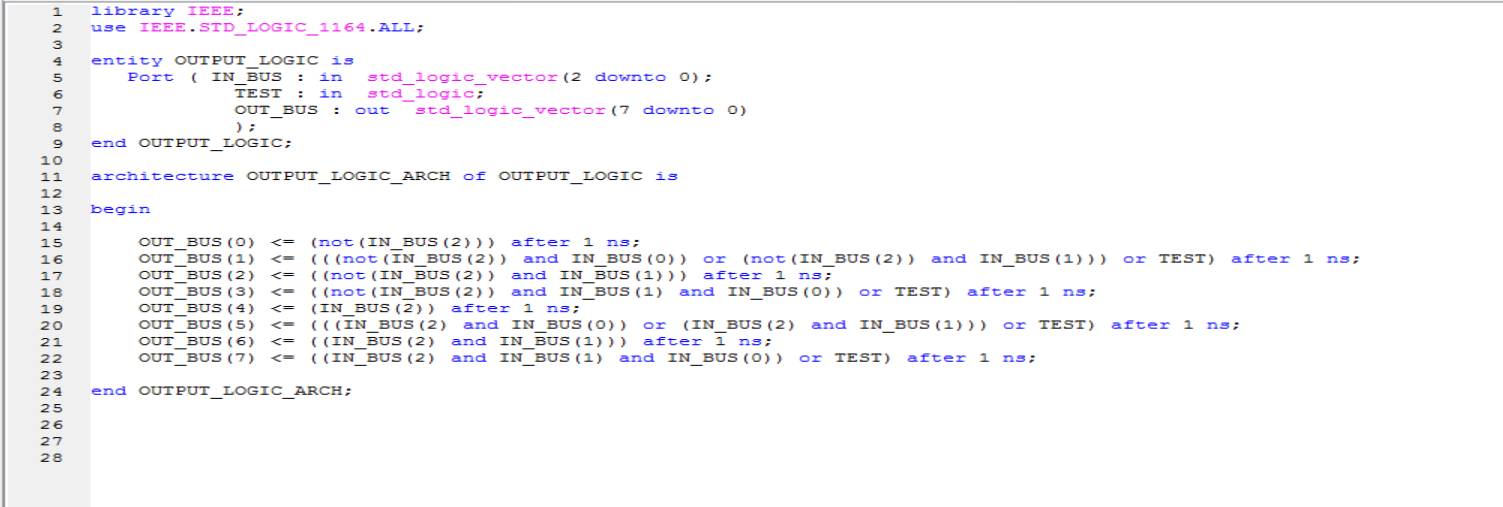 1 library IEEE;
2 use IEEE.STD_LOGIC_1164.ALL;
3
4 entity OUTPUT_LOGIC is
5 Port ( IN_BUS : in std_logic_vector(2 downto 0);
6 TEST : in std_logic;
7 OUT_BUS : out std_logic_vector(7 downto 0)
8 );
9 end OUTPUT_LOGIC;
10
11 architecture OUTPUT_LOGIC_ARCH of OUTPUT_LOGIC is
12
13 begin
14
15 OUT_BUS(0) <= (not(IN_BUS(2))) after 1 ns;
16 OUT_BUS(1) <= (((not(IN_BUS(2)) and IN_BUS(0)) or (not(IN_BUS(2)) and IN_BUS(1))) or TEST) after 1 ns;
17 OUT_BUS(2) <= ((not(IN_BUS(2)) and IN_BUS(1))) after 1 ns;
18 OUT_BUS(3) <= ((not(IN_BUS(2)) and IN_BUS(1) and IN_BUS(0)) or TEST) after 1 ns;
19 OUT_BUS(4) <= (IN_BUS(2)) after 1 ns;
20 OUT_BUS(5) <= (((IN_BUS(2) and IN_BUS(0)) or (IN_BUS(2) and IN_BUS(1))) or TEST) after 1 ns;
21 OUT_BUS(6) <= ((IN_BUS(2) and IN_BUS(1))) after 1 ns;
22 OUT_BUS(7) <= ((IN_BUS(2) and IN_BUS(1) and IN_BUS(0)) or TEST) after 1 ns;
23
24 end OUTPUT_LOGIC_ARCH;
25
26
27
28